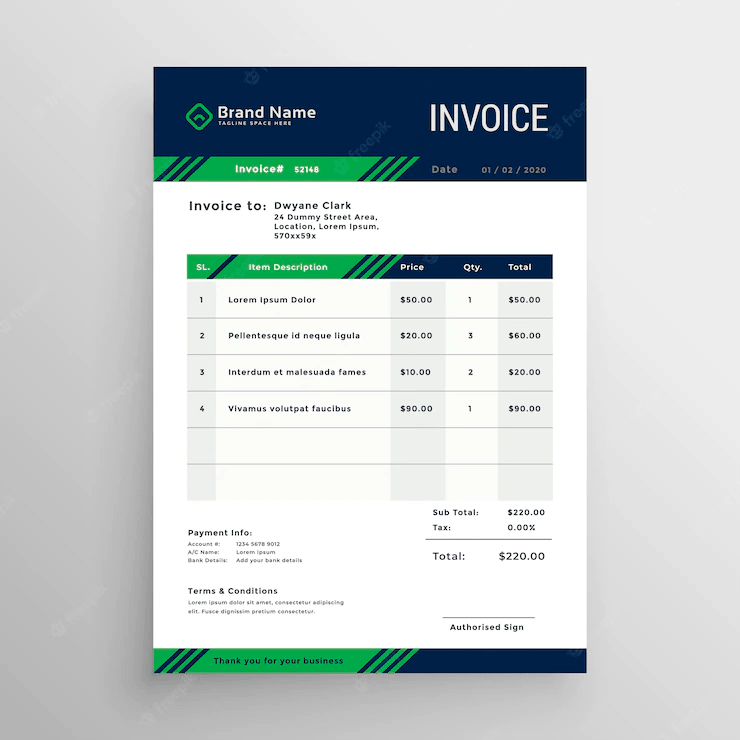 Brand Name
TAGLINE SPACE HERE
INVOICE
Invoice# 52148
Date 01 / 02 / 2020
Invoice to: Dwyane Clark
24 Dummy Street Area,
Location, Lorem Ipsum,
570xx59x
SL. Item Description Price Qty. Total
1 Lorem Ipsum Dolor $50.00 1 $50.00
2 Pellentesque id neque ligula $20.00 3 $60.00
3 Interdum et malesuada fames $10.00 2 $20.00
4 Vivamus volutpat faucibus $90.00 1 $90.00
Sub Total: $220.00
Tax: 0.00%
Total: $220.00
Payment Info:
Account #: 1234 5678 9012
A/C Name: Lorem Ipsum
Bank Details: Add your bank details
Terms & Conditions
Lorem ipsum dolor sit amet, consectetur adipiscing
elit. Fusce dignissim pretium consectetur.
Authorised Sign
Thank you for your business
freepik